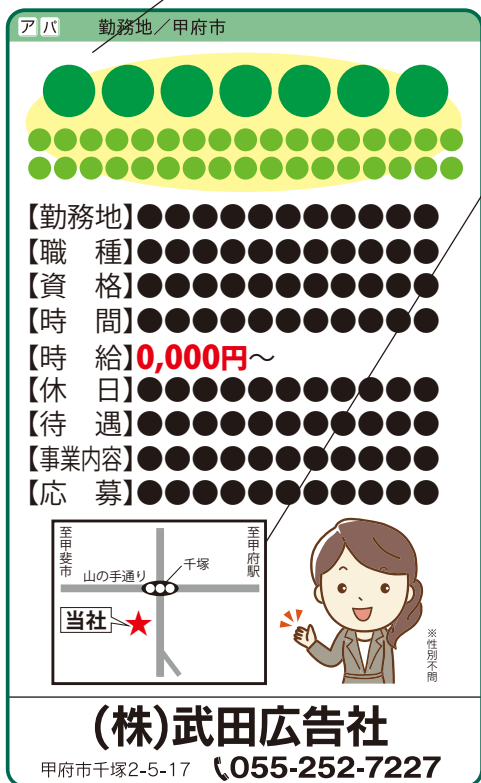 アパ 勤務地／甲府市
●●●●●●●
●●●●●●●●●●●●●●●●●
●●●●●●●●●●●●●●●●●
【勤務地】●●●●●●●●●●●
【職　種】●●●●●●●●●●●
【資　格】●●●●●●●●●●●
【時　間】●●●●●●●●●●●
【時　給】0,000円～
【休　日】●●●●●●●●●●●
【待　遇】●●●●●●●●●●●
【事業内容】●●●●●●●●●●●
【応　募】●●●●●●●●●●●
至甲斐市
至甲府駅
千塚
山の手通り
当社
※性別不問
(株)武田広告社
甲府市千塚2-5-17 055-252-7227